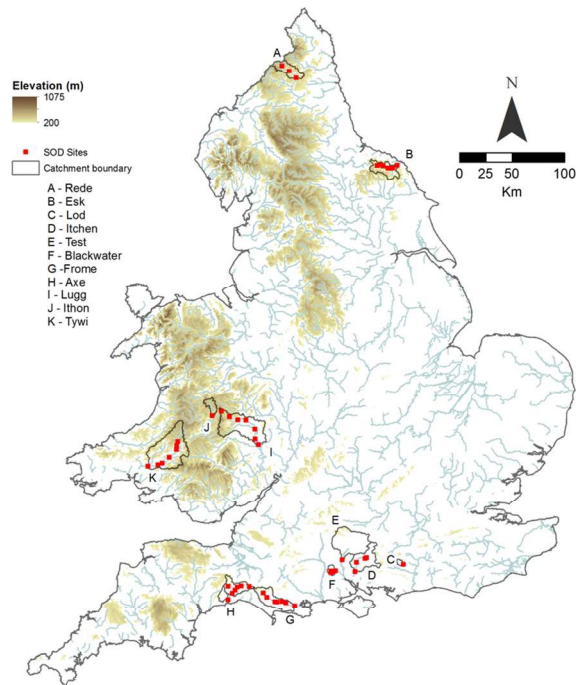 A
Elevation (m)
1075
200
SOD Sites
Catchment boundary
A - Rede
B - Esk
C - Lod
D - Itchen
E - Test
F - Blackwater
G -Frome
H - Axe
I - Lugg
J - Ithon
K - Tywi
N
B
0 25 50 100
Km
J
I
K
E
C
D
F
H
G